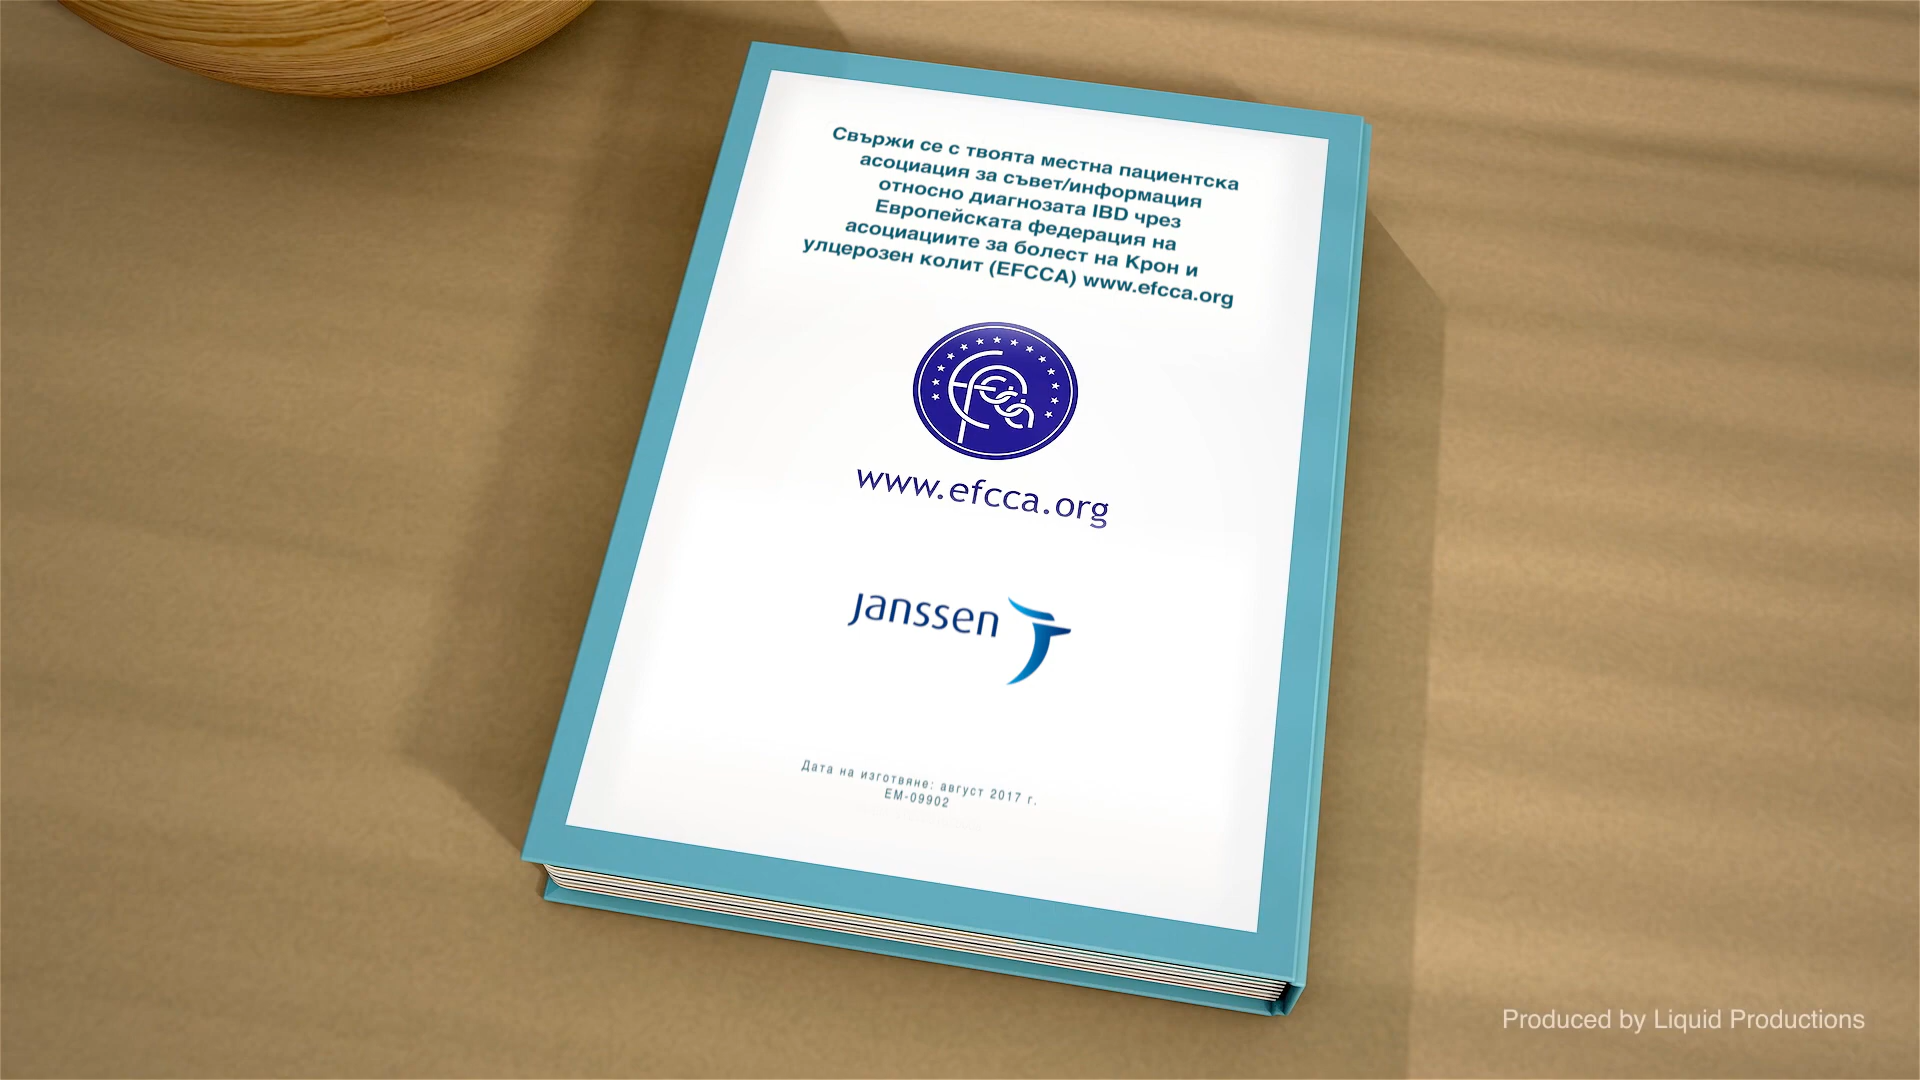 Свържи се с твоята местна пациентска
асоциация за съвет/информация
относно диагнозата IBD чрез
Европейската федерация на
асоциациите за болест на Крон и
улцерозен колит (EFCCA) www.efcca.org
efcca
www.efcca.org
janssen
Дата на изготвяне: август 2017 г.
EM-09902
Produced by Liquid Productions